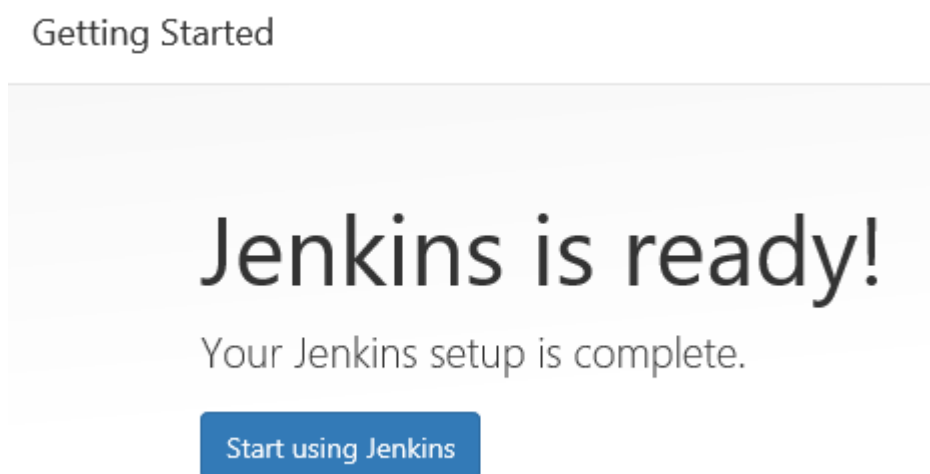 Getting Started
Jenkins is ready!
Your Jenkins setup is complete.
Start using Jenkins